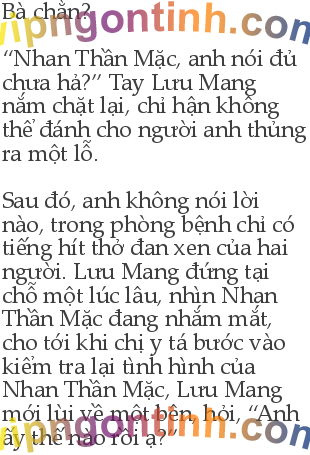 Bà chằn?
vipngontinh.com
“Nhan Thần Mặc, anh nói đủ
chưa hả?” Tay Lưu Mang
nắm chặt lại, chỉ hận không
thể đánh cho người anh thủng
ra một lỗ.
Sau đó, anh không nói lời
nào, trong phòng bệnh chỉ có
tiếng hít thở đan xen của hai
người. Lưu Mang đứng tại
chỗ một lúc lâu, nhìn Nhan
Thần Mặc đang nhắm mắt,
cho tới khi chị y tá bước vào
kiểm tra lại tình hình của
Nhan Thần Mặc, Lưu Mang
mới lùi về một bên, hỏi, “Anh
ấy thế nào rồi ạ?”
vipngontinh.com